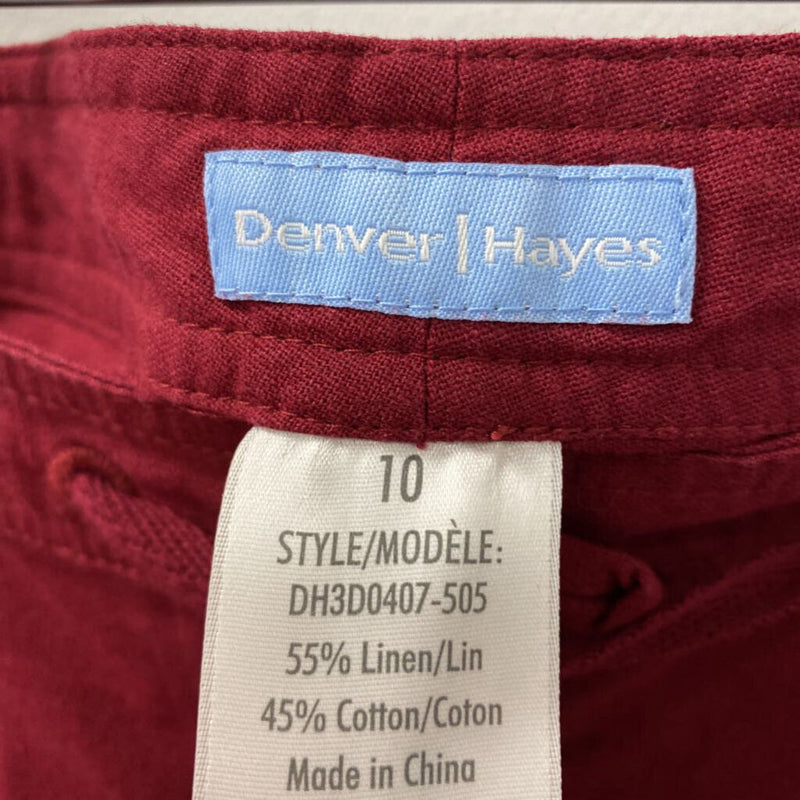 Denver | Hayes
10
STYLE/MODÈLE:
DH3D0407-505
55% Linen/Lin
45% Cotton/Coton
Made in China